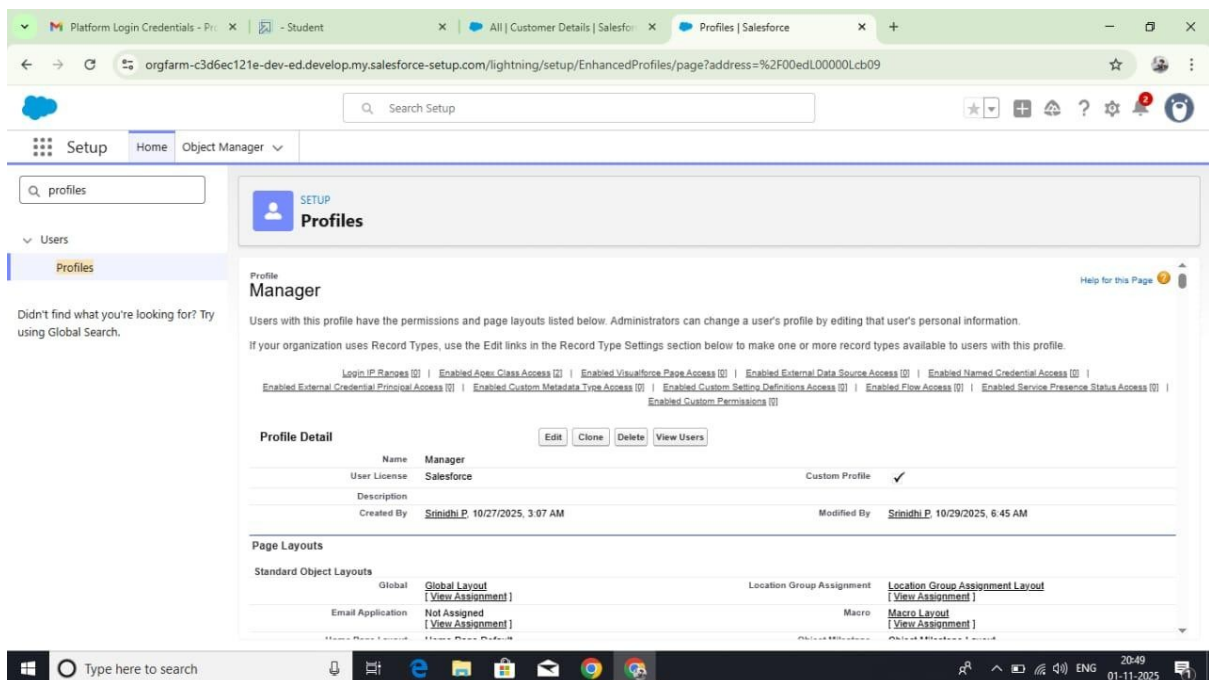 Platform Login Credentials - Pro
- Student
All | Customer Details | Salesfor
Profiles | Salesforce
orgfarm-c3d6ec121e-dev-ed.develop.my.salesforce-setup.com/lightning/setup/EnhancedProfiles/page?address=%2F00edL00000Lcb09
Search Setup
2
Setup
Home
Object Manager
profiles
Users
Profiles
Didn't find what you're looking for? Try
using Global Search.
SETUP
Profiles
Profile
Manager
Help for this Page ?
Users with this profile have the permissions and page layouts listed below. Administrators can change a user's profile by editing that user's personal information.
If your organization uses Record Types, use the Edit links in the Record Type Settings section below to make one or more record types available to users with this profile.
Login IP Ranges [0] | Enabled Apex Class Access [2] | Enabled Visualforce Page Access [0] | Enabled External Data Source Access [0] | Enabled Named Credential Access [0] |
Enabled External Credential Principal Access [0] | Enabled Custom Metadata Type Access [0] | Enabled Custom Setting Definitions Access [0] | Enabled Flow Access [0] | Enabled Service Presence Status Access [0] |
Enabled Custom Permissions [0]
Profile Detail
Edit Clone Delete View Users
Name Manager
User License Salesforce Custom Profile ✓
Description
Created By Srinidhi P, 10/27/2025, 3:07 AM Modified By Srinidhi P, 10/29/2025, 6:45 AM
Page Layouts
Standard Object Layouts
Global Global Layout Location Group Assignment Location Group Assignment Layout
[ View Assignment ] [ View Assignment ]
Email Application Not Assigned Macro Macro Layout
[ View Assignment ] [ View Assignment ]
Home Page Layout Home Page Default Object Milestone Object Milestone Layout
Type here to search
ENG
20:49
01-11-2025